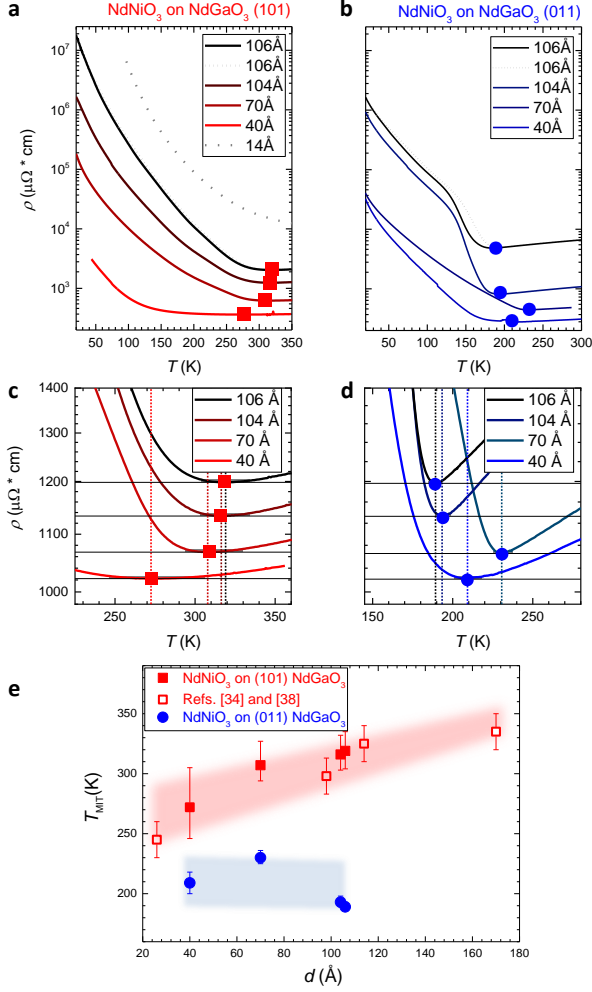 a
NdNiO3 on NdGaO3 (101)
10^7
10^6
10^5
10^4
10^3
ρ (μΩ * cm)
106Å
106Å
104Å
70Å
40Å
14Å
50 100 150 200 250 300 350
T (K)
b
NdNiO3 on NdGaO3 (011)
106Å
106Å
104Å
70Å
40Å
50 100 150 200 250 300
T (K)
c
1400
1300
1200
1100
1000
ρ (μΩ * cm)
106 Å
104 Å
70 Å
40 Å
250 300 350
T (K)
d
106 Å
104 Å
70 Å
40 Å
150 200 250
T (K)
e
NdNiO3 on (101) NdGaO3
Refs. [34] and [38]
NdNiO3 on (011) NdGaO3
350
300
250
200
T_MIT(K)
20 40 60 80 100 120 140 160 180
d (Å)